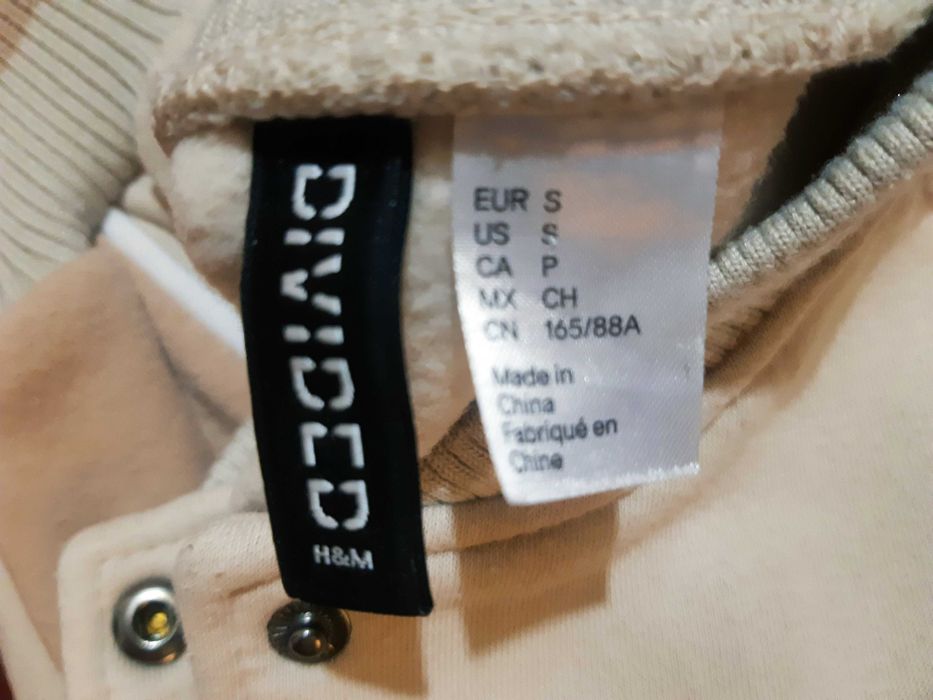 DIVIDED
H&M
EUR S
US S
CA P
MX CH
CN 165/88A
Made in
China
Fabriqué en
Chine